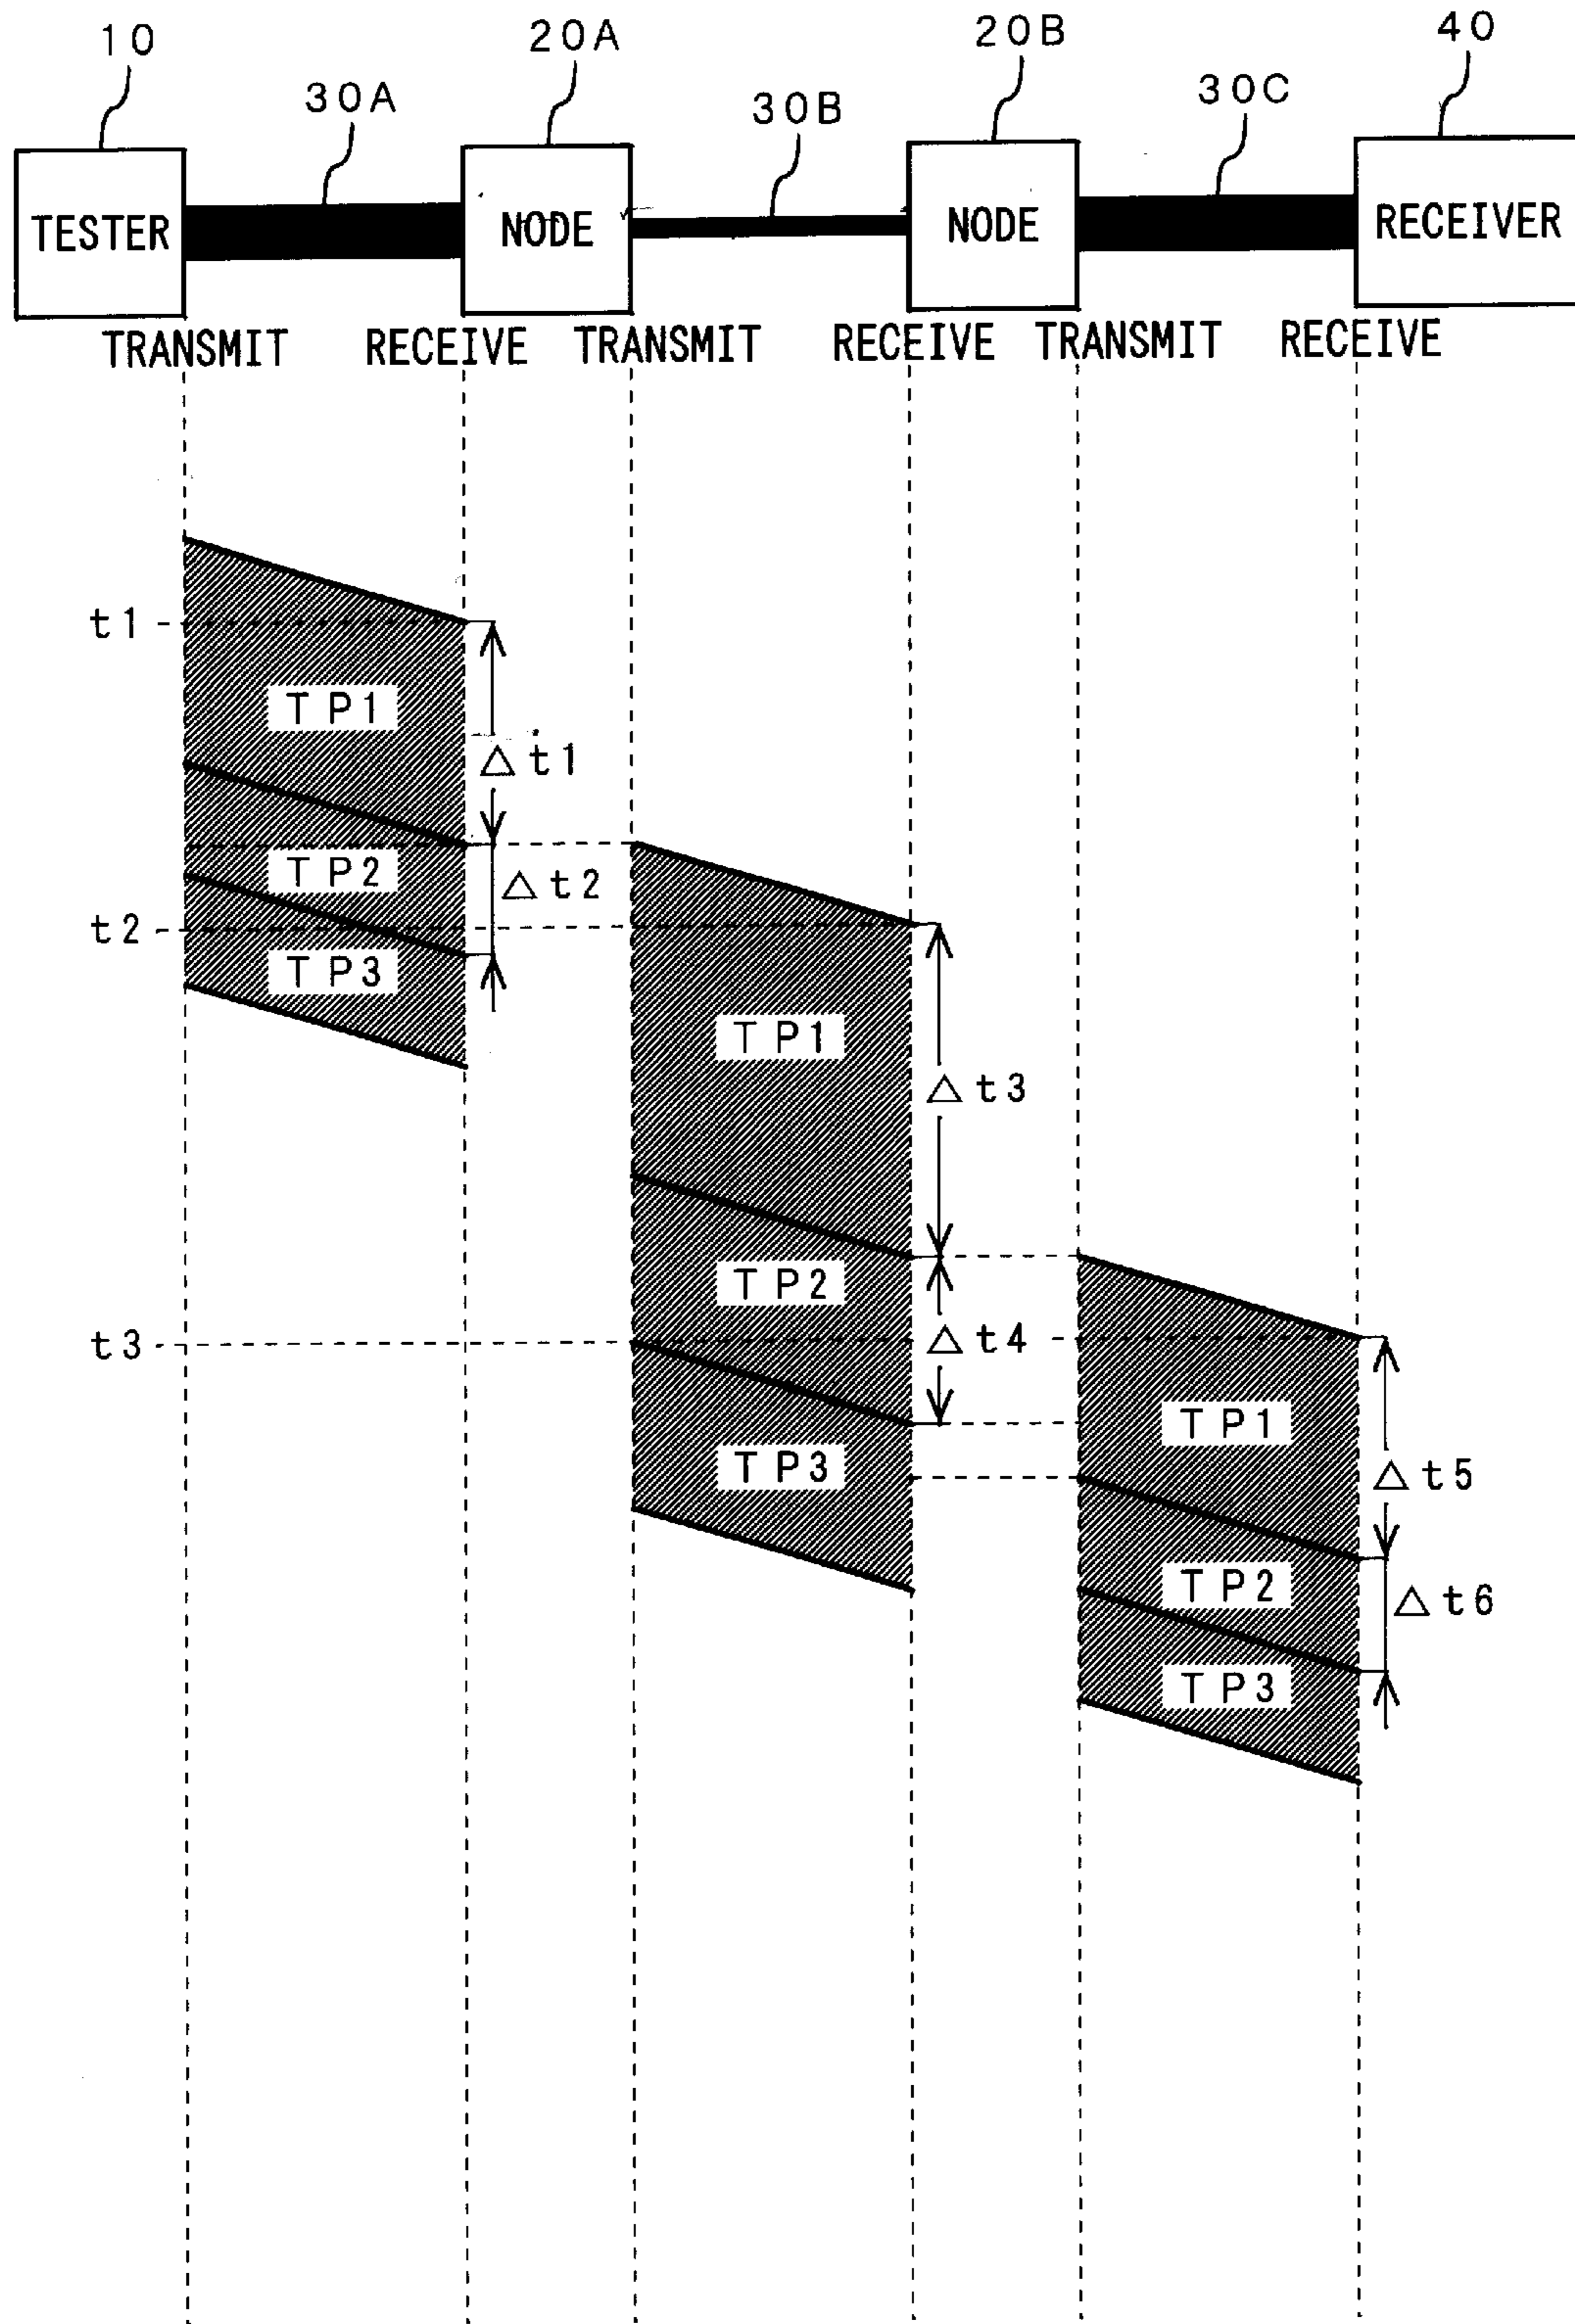 10
20A
20B
40
30A
30B
30C
TESTER
NODE
NODE
RECEIVER
TRANSMIT
RECEIVE
TRANSMIT
RECEIVE
TRANSMIT
RECEIVE
t1
TP1
△t1
TP2
△t2
t2
TP3
TP1
△t3
TP2
t3
△t4
TP1
TP3
△t5
TP2
△t6
TP3